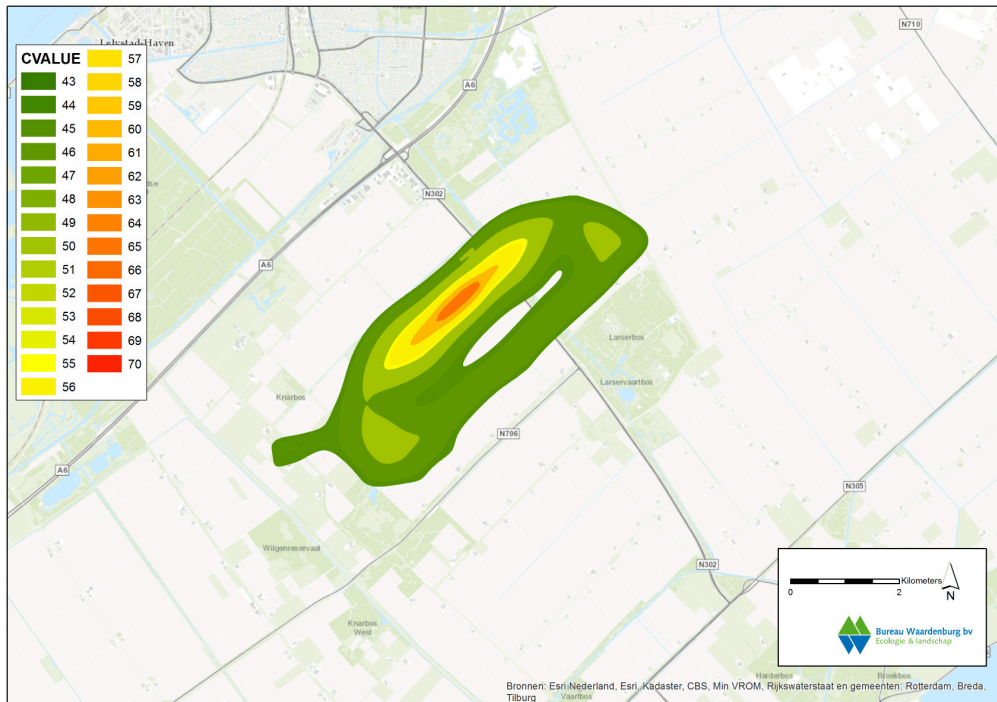 Lelystad-Haven
N710
A6
CVALUE
43
44
45
46
47
48
49
50
51
52
53
54
55
56
57
58
59
60
61
62
63
64
65
66
67
68
69
70
N302
A6
Larserbos
Larservaartbos
Knarbos
N706
A6
N305
Wilgenreservaal
N302
Knarbos
West
Kilometers
0 2
N
Bureau Waardenburg bv
Ecologie & landschap
Harderbos
Broekbos
Vaartbos
Bronnen: Esri Nederland, Esri, Kadaster, CBS, Min VROM, Rijkswaterstaat en gemeenten: Rotterdam, Breda,
Tilburg